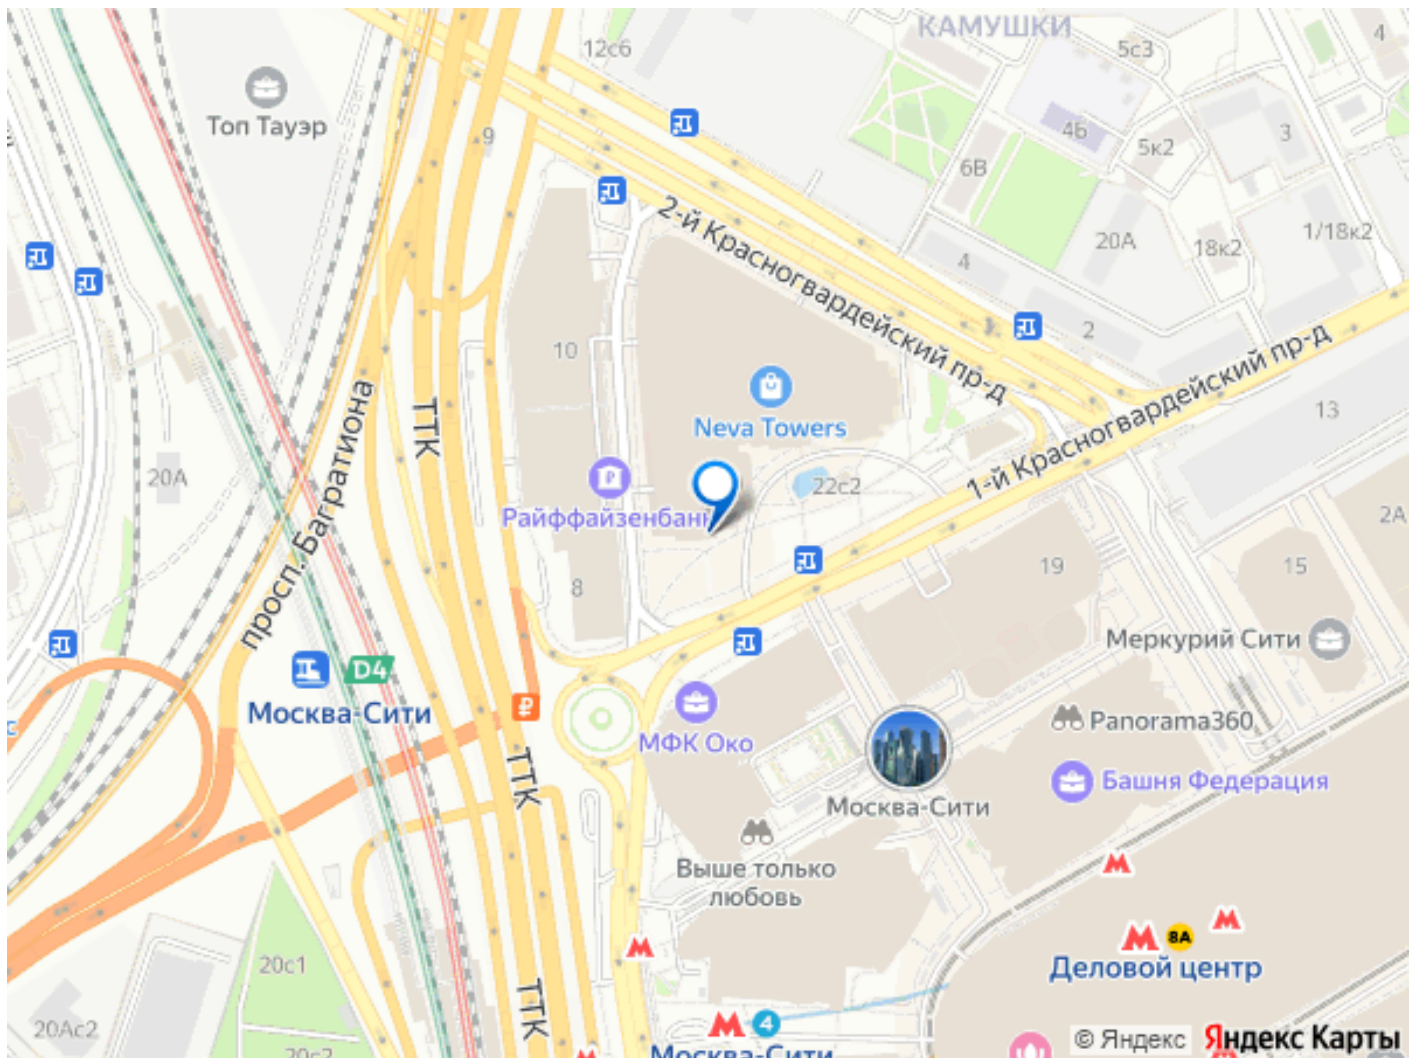 КАМУШКИ
12с6
5с3
4
Топ Тауэр
9
4Б
3
5к2
6В
2-й Красногвардейский пр-д
20А
18к2
1/18к2
4
2
10
1-й Красногвардейский пр-д
ТТК
просп. Багратиона
Neva Towers
13
20А
22с2
Райффайзенбанк
2А
8
19
15
Меркурий Сити
D4
Москва-Сити
МФК Око
Panorama360
ТТК
Башня Федерация
Москва-Сити
Выше только
любовь
8А
Деловой центр
20с1
ТТК
4
20Ас2
20с2
Москва-Сити
© Яндекс
Яндекс Карты